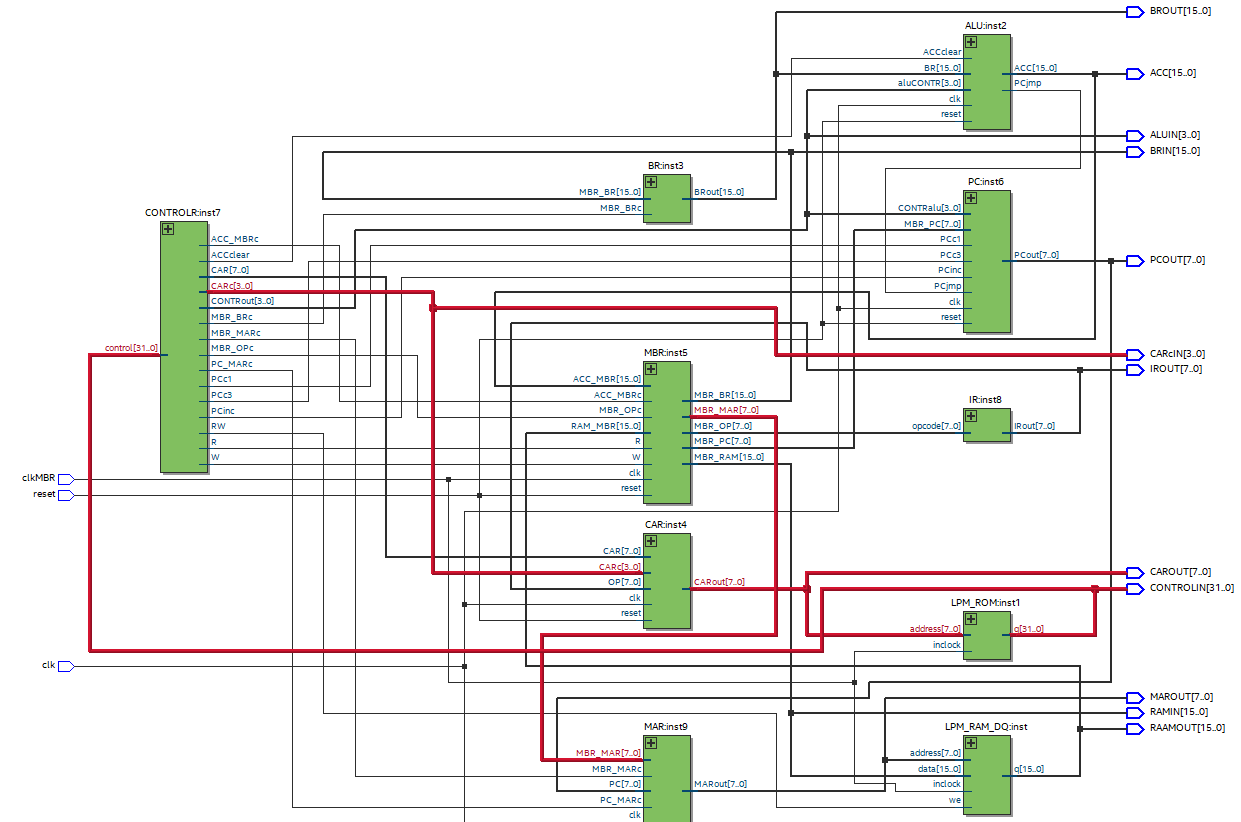 BROUT[15..0]
ALU:inst2
ACCclear
BR[15..0]
aluCONTR[3..0]
clk
reset
ACC[15..0]
PCjmp
ACC[15..0]
ALUIN[3..0]
BRIN[15..0]
BR:inst3
MBR_BR[15..0]
MBR_BRc
BRout[15..0]
PC:inst6
CONTRalu[3..0]
MBR_PC[7..0]
PCc1
PCc3
PCinc
PCjmp
clk
reset
PCout[7..0]
PCOUT[7..0]
CONTROLR:inst7
control[31..0]
ACC_MBRc
ACCclear
CAR[7..0]
CARc[3..0]
CONTRout[3..0]
MBR_BRc
MBR_MARc
MBR_OPc
PC_MARc
PCc1
PCc3
PCinc
RW
R
W
CARcIN[3..0]
IROUT[7..0]
MBR:inst5
ACC_MBR[15..0]
ACC_MBRc
MBR_OPc
RAM_MBR[15..0]
R
W
clk
reset
MBR_BR[15..0]
MBR_MAR[7..0]
MBR_OP[7..0]
MBR_PC[7..0]
MBR_RAM[15..0]
IR:inst8
opcode[7..0]
IRout[7..0]
clkMBR
reset
CAR:inst4
CAR[7..0]
CARc[3..0]
OP[7..0]
clk
reset
CARout[7..0]
CAROUT[7..0]
CONTROLIN[31..0]
LPM_ROM:inst1
address[7..0]
inclock
q[31..0]
clk
MAROUT[7..0]
RAMIN[15..0]
RAAMOUT[15..0]
MAR:inst9
MBR_MAR[7..0]
MBR_MARc
PC[7..0]
PC_MARc
clk
MARout[7..0]
LPM_RAM_DQ:inst
address[7..0]
data[15..0]
inclock
we
q[15..0]